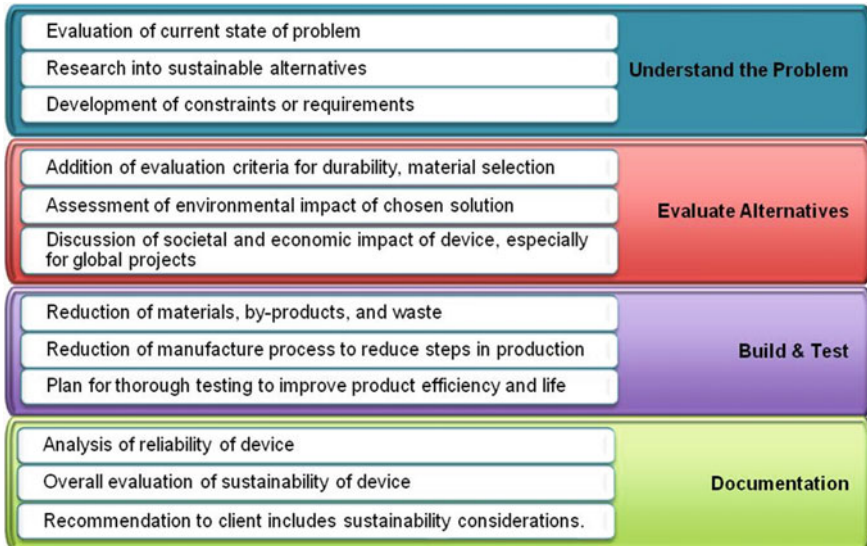 Evaluation of current state of problem
Research into sustainable alternatives
Development of constraints or requirements
Understand the Problem
Addition of evaluation criteria for durability, material selection
Assessment of environmental impact of chosen solution
Discussion of societal and economic impact of device, especially
for global projects
Evaluate Alternatives
Reduction of materials, by-products, and waste
Reduction of manufacture process to reduce steps in production
Plan for thorough testing to improve product efficiency and life
Build & Test
Analysis of reliability of device
Overall evaluation of sustainability of device
Recommendation to client includes sustainability considerations.
Documentation